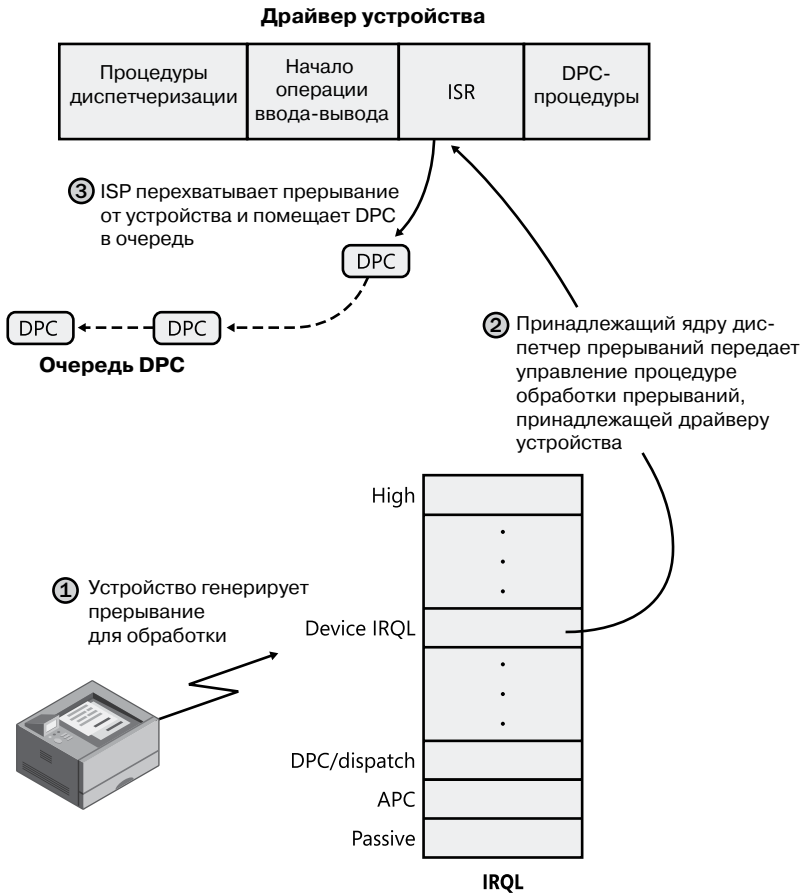 Драйвер устройства
Процедуры
диспетчеризации
Начало
операции
ввода-вывода
ISR
DPC-
процедуры
3 ISP перехватывает прерывание
от устройства и помещает DPC
в очередь
DPC
DPC
DPC
Очередь DPC
2 Принадлежащий ядру дис-
петчер прерываний передает
управление процедуре
обработки прерываний,
принадлежащей драйверу
устройства
1 Устройство генерирует
прерывание
для обработки
High
Device IRQL
DPC/dispatch
APC
Passive
IRQL